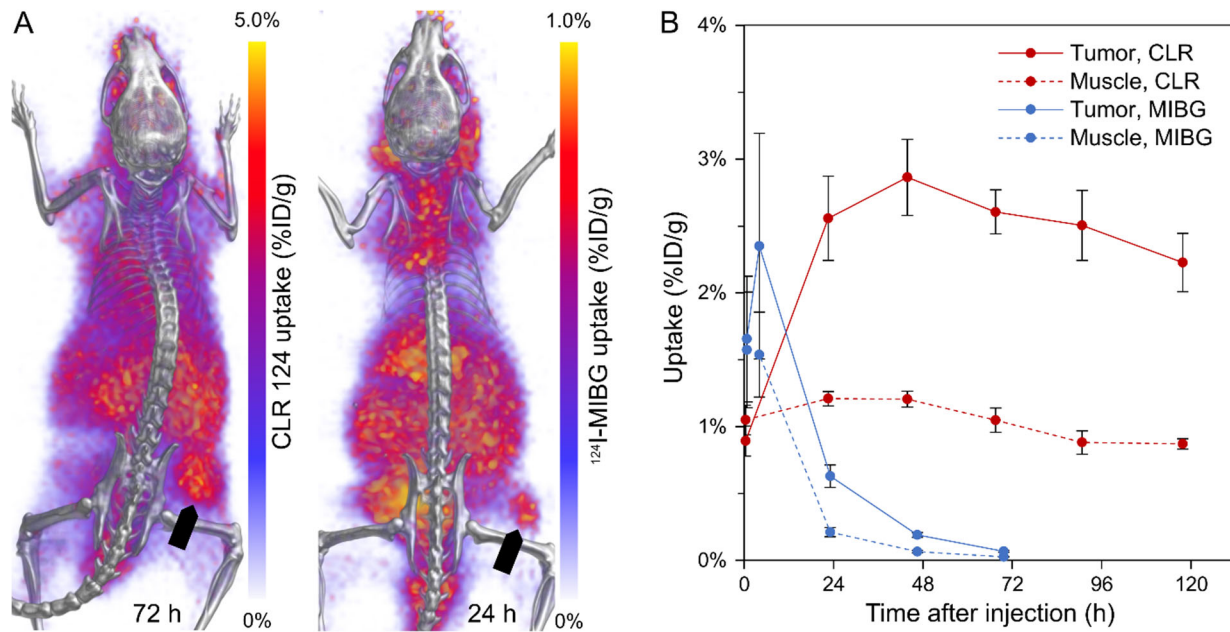 A
5.0%
CLR 124 uptake (%ID/g)
0%
72 h
1.0%
¹²⁴I-MIBG uptake (%ID/g)
0%
24 h
B
4%
3%
2%
1%
0%
Uptake (%ID/g)
Tumor, CLR
Muscle, CLR
Tumor, MIBG
Muscle, MIBG
0
24
48
72
96
120
Time after injection (h)